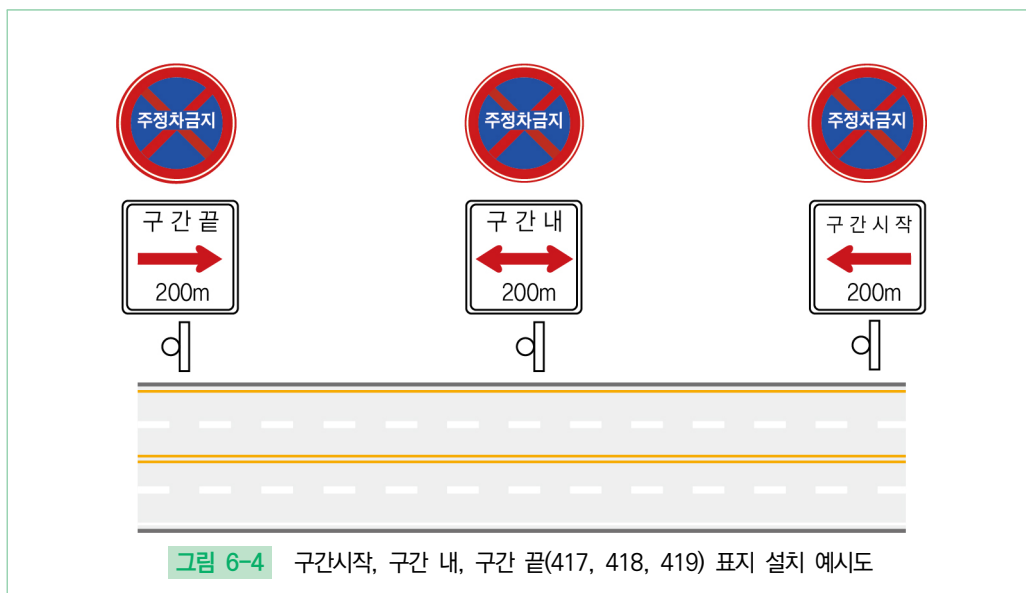 주정차금지
구 간 끝
200m
주정차금지
구 간 내
200m
주정차금지
구 간 시 작
200m
그림 6-4 구간시작, 구간 내, 구간 끝(417, 418, 419) 표지 설치 예시도